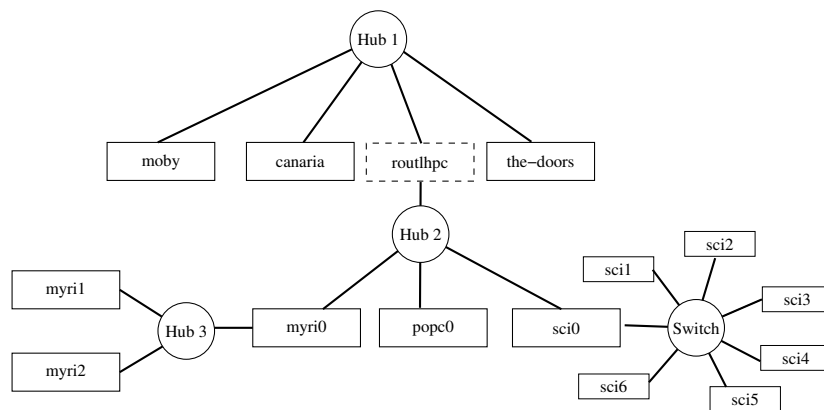 Hub 1
moby
canaria
routlhpc
the−doors
Hub 2
sci1
sci2
myri1
sci3
Hub 3
myri0
popc0
sci0
Switch
myri2
sci4
sci6
sci5